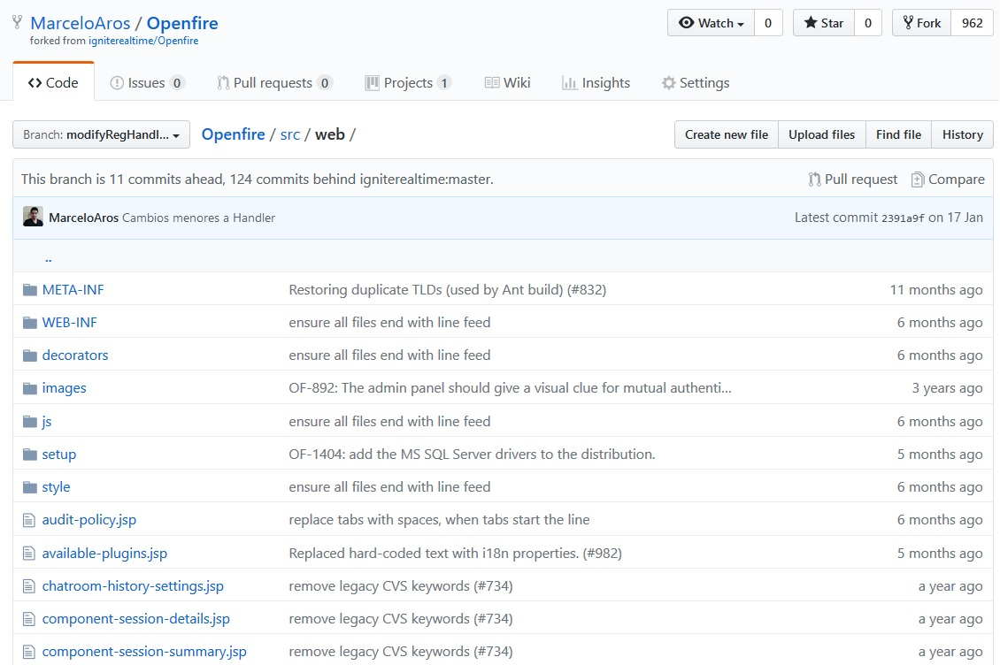 MarceloAros / Openfire
forked from igniterealtime/Openfire
Watch 0 Star 0 Fork 962
Code Issues 0 Pull requests 0 Projects 1 Wiki Insights Settings
Branch: modifyRegHandl... Openfire / src / web / Create new file Upload files Find file History
This branch is 11 commits ahead, 124 commits behind igniterealtime:master. Pull request Compare
MarceloAros Cambios menores a Handler Latest commit 2391a9f on 17 Jan
..
META-INF Restoring duplicate TLDs (used by Ant build) (#832) 11 months ago
WEB-INF ensure all files end with line feed 6 months ago
decorators ensure all files end with line feed 6 months ago
images OF-892: The admin panel should give a visual clue for mutual authenti... 3 years ago
js ensure all files end with line feed 6 months ago
setup OF-1404: add the MS SQL Server drivers to the distribution. 5 months ago
style ensure all files end with line feed 6 months ago
audit-policy.jsp replace tabs with spaces, when tabs start the line 6 months ago
available-plugins.jsp Replaced hard-coded text with i18n properties. (#982) 5 months ago
chatroom-history-settings.jsp remove legacy CVS keywords (#734) a year ago
component-session-details.jsp remove legacy CVS keywords (#734) a year ago
component-session-summary.jsp remove legacy CVS keywords (#734) a year ago